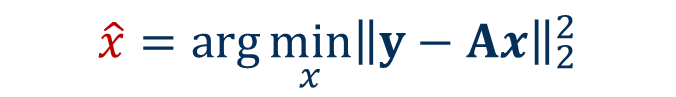 x̂ = arg min‖y − Ax‖₂²
x